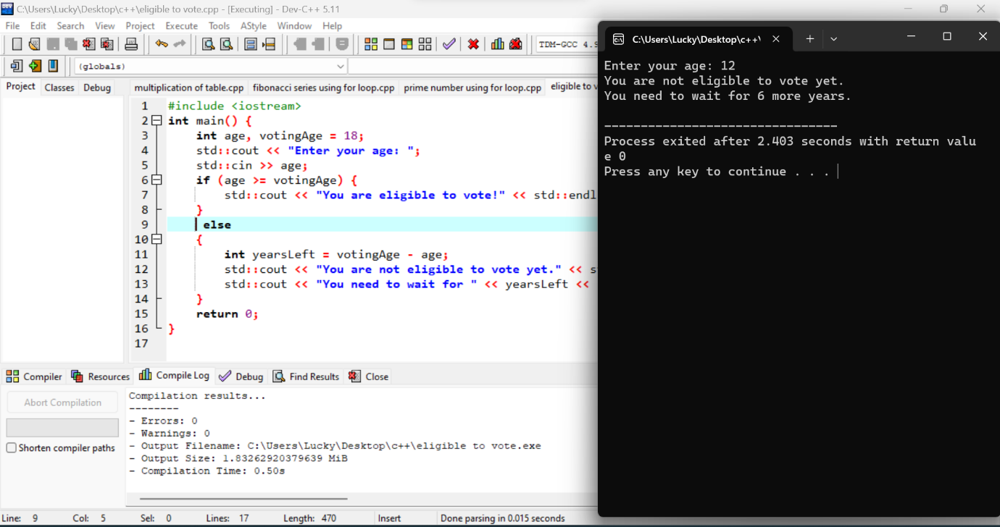 C:\Users\Lucky\Desktop\c++\eligible to vote.cpp - [Executing] - Dev-C++ 5.11
File Edit Search View Project Execute Tools AStyle Window Help
TDM-GCC 4.9
(globals)
Project Classes Debug
multiplication of table.cpp fibonacci series using for loop.cpp prime number using for loop.cpp eligible to v
1 #include <iostream>
2 int main() {
3 int age, votingAge = 18;
4 std::cout << "Enter your age: ";
5 std::cin >> age;
6 if (age >= votingAge) {
7 std::cout << "You are eligible to vote!" << std::endl
8 }
9 else
10 {
11 int yearsLeft = votingAge - age;
12 std::cout << "You are not eligible to vote yet." << s
13 std::cout << "You need to wait for " << yearsLeft <<
14 }
15 return 0;
16 }
17
Compiler Resources Compile Log Debug Find Results Close
Abort Compilation
Shorten compiler paths
Compilation results...
--------
- Errors: 0
- Warnings: 0
- Output Filename: C:\Users\Lucky\Desktop\c++\eligible to vote.exe
- Output Size: 1.83262920379639 MiB
- Compilation Time: 0.50s
Line: 9 Col: 5 Sel: 0 Lines: 17 Length: 470 Insert Done parsing in 0.015 seconds
C:\Users\Lucky\Desktop\c++\
Enter your age: 12
You are not eligible to vote yet.
You need to wait for 6 more years.
--------------------------------
Process exited after 2.403 seconds with return valu
e 0
Press any key to continue . . .